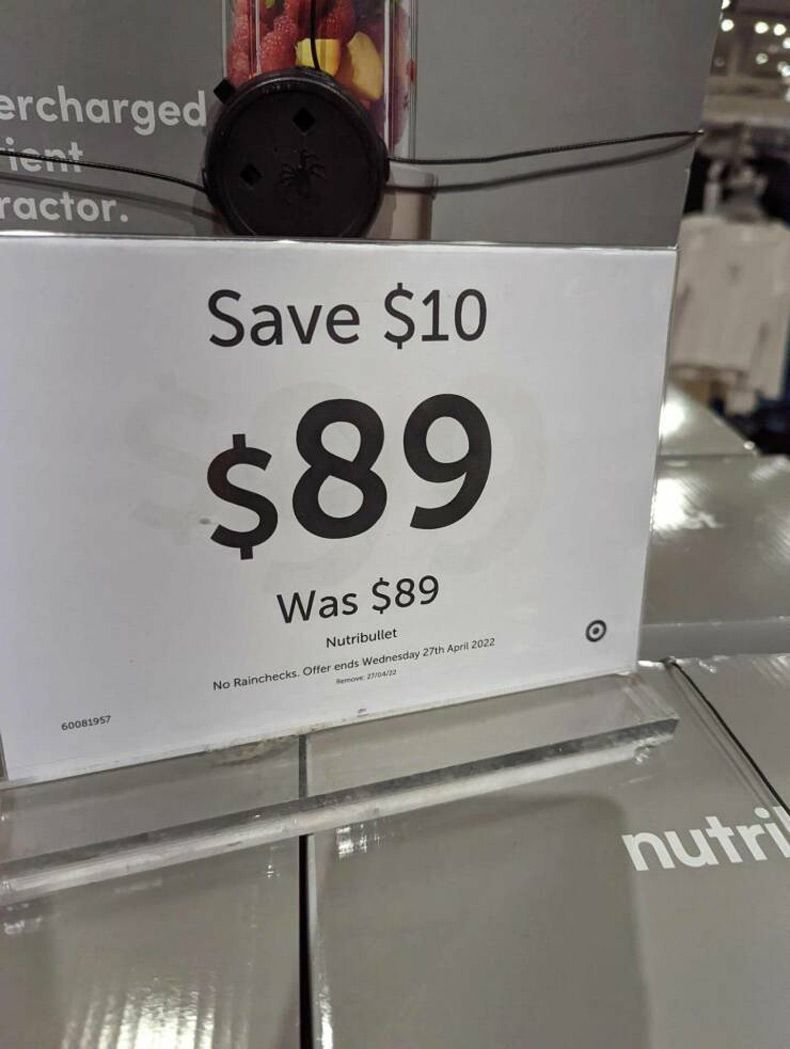 ercharged
ient
ractor.
Save $10
$89
Was $89
Nutribullet
No Rainchecks. Offer ends Wednesday 27th April 2022
Remove: 27/04/22
60081957
nutri